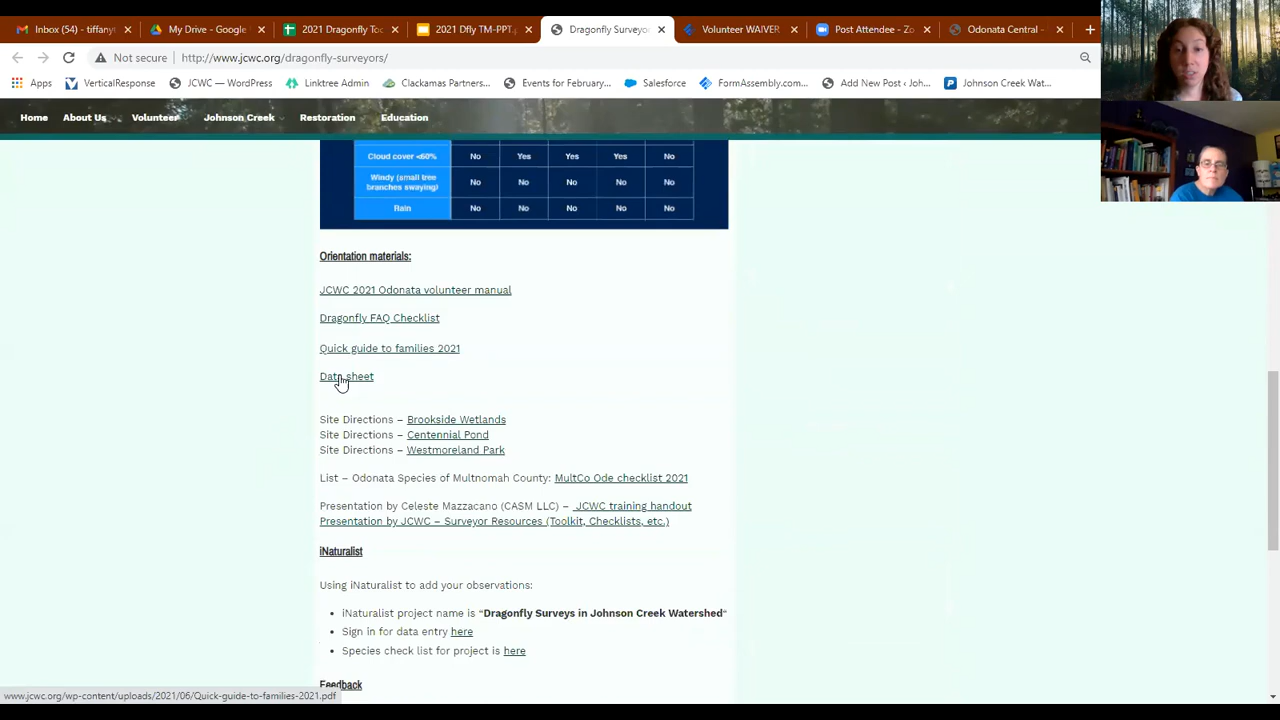 Inbox (54) - tiffanyt
My Drive - Google
2021 Dragonfly Too
2021 Dfly TM-PPT.
Dragonfly Surveyo
Volunteer WAIVER
Post Attendee - Zo
Odonata Central -
Not secure
http://www.jcwc.org/dragonfly-surveyors/
Apps
VerticalResponse
JCWC — WordPress
Linktree Admin
Clackamas Partners...
Events for February...
Salesforce
FormAssembly.com...
Add New Post ‹ Joh...
Johnson Creek Wat...
Home
About Us
Volunteer
Johnson Creek
Restoration
Education
Cloud cover <60% No Yes Yes Yes No
Windy (small tree
branches swaying) No No No No No
Rain No No No No No
Orientation materials:
JCWC 2021 Odonata volunteer manual
Dragonfly FAQ Checklist
Quick guide to families 2021
Data sheet
Site Directions – Brookside Wetlands
Site Directions – Centennial Pond
Site Directions – Westmoreland Park
List – Odonata Species of Multnomah County: MultCo Ode checklist 2021
Presentation by Celeste Mazzacano (CASM LLC) – JCWC training handout
Presentation by JCWC – Surveyor Resources (Toolkit, Checklists, etc.)
iNaturalist
Using iNaturalist to add your observations:
• iNaturalist project name is “Dragonfly Surveys in Johnson Creek Watershed“
• Sign in for data entry here
• Species check list for project is here
Feedback
www.jcwc.org/wp-content/uploads/2021/06/Quick-guide-to-families-2021.pdf